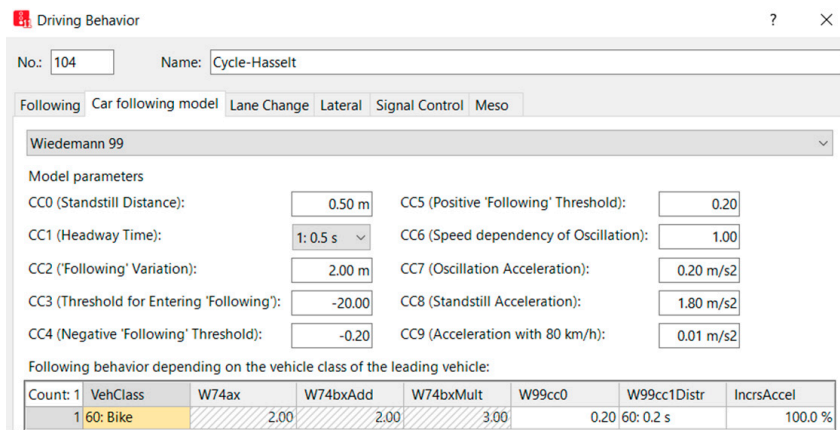 Driving Behavior ? ×
No.: 104 Name: Cycle-Hasselt
Following Car following model Lane Change Lateral Signal Control Meso
Wiedemann 99
Model parameters
CC0 (Standstill Distance): 0.50 m CC5 (Positive 'Following' Threshold): 0.20
CC1 (Headway Time): 1: 0.5 s CC6 (Speed dependency of Oscillation): 1.00
CC2 ('Following' Variation): 2.00 m CC7 (Oscillation Acceleration): 0.20 m/s2
CC3 (Threshold for Entering 'Following'): -20.00 CC8 (Standstill Acceleration): 1.80 m/s2
CC4 (Negative 'Following' Threshold): -0.20 CC9 (Acceleration with 80 km/h): 0.01 m/s2
Following behavior depending on the vehicle class of the leading vehicle:
Count: 1 VehClass W74ax W74bxAdd W74bxMult W99cc0 W99cc1Distr IncrsAccel
1 60: Bike 2.00 2.00 3.00 0.20 60: 0.2 s 100.0 %